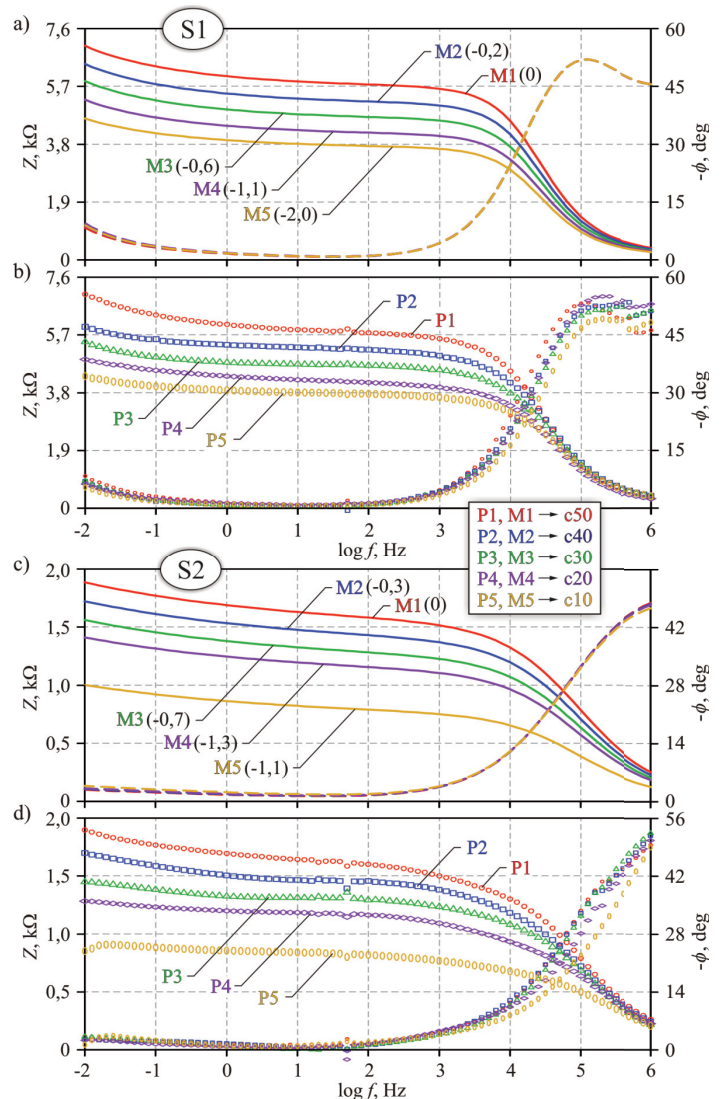 a)
S1
7,6
5,7
3,8
1,9
0
Z, kΩ
60
45
30
15
0
-ϕ, deg
M2(-0,2)
M1(0)
M3(-0,6)
M4(-1,1)
M5(-2,0)
b)
7,6
5,7
3,8
1,9
0
Z, kΩ
60
45
30
15
0
-ϕ, deg
P2
P1
P3
P4
P5
-2 -1 0 1 2 3 4 5 6
log f, Hz
P1, M1 → c50
P2, M2 → c40
P3, M3 → c30
P4, M4 → c20
P5, M5 → c10
c)
S2
2,0
1,5
1,0
0,5
0
Z, kΩ
42
28
14
0
-ϕ, deg
M2(-0,3)
M1(0)
M3(-0,7)
M4(-1,3)
M5(-1,1)
d)
2,0
1,5
1,0
0,5
0
Z, kΩ
56
42
28
14
0
-ϕ, deg
P2
P1
P3
P4
P5
-2 -1 0 1 2 3 4 5 6
log f, Hz